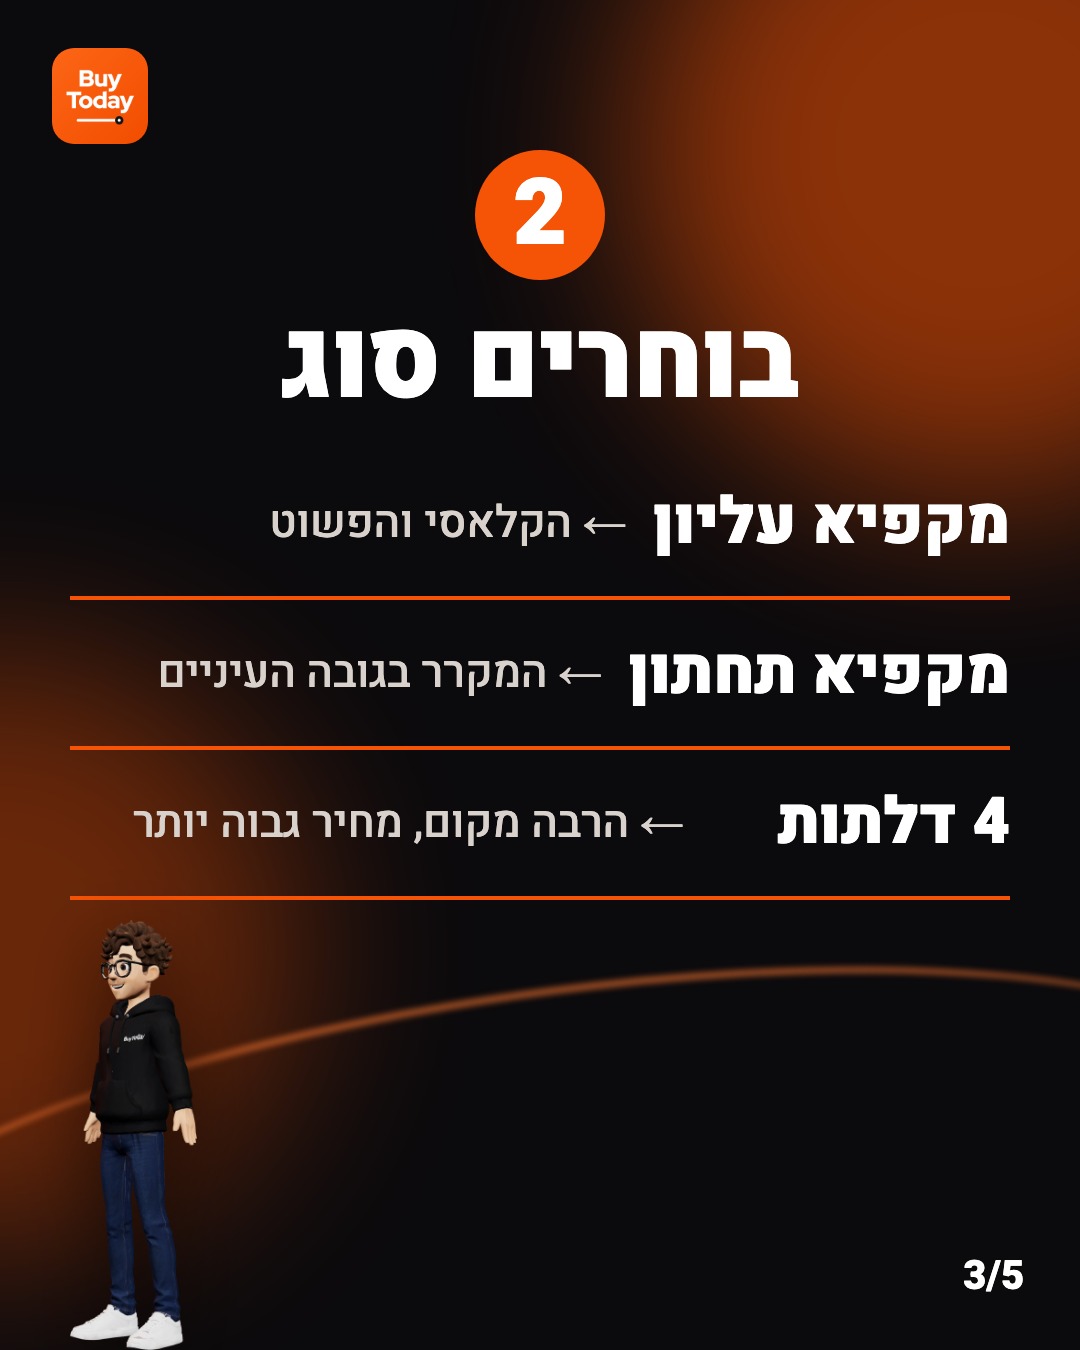 Buy
Today
2
בוחרים סוג
מקפיא עליון ← הקלאסי והפשוט
מקפיא תחתון ← המקרר בגובה העיניים
4 דלתות ← הרבה מקום, מחיר גבוה יותר
3/5